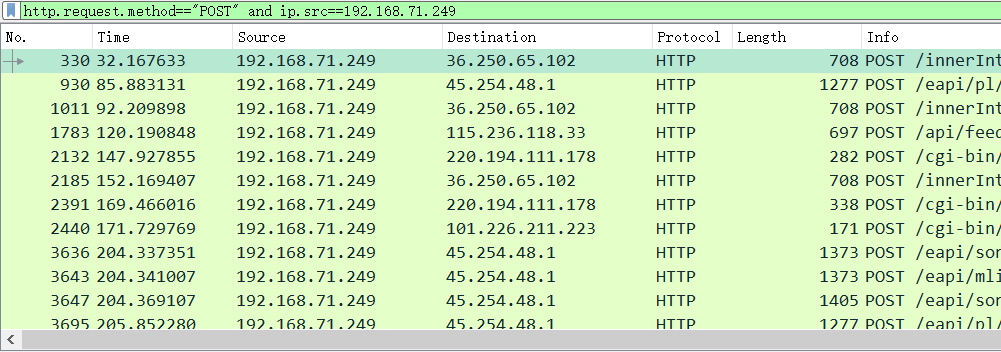 http.request.method=="POST" and ip.src==192.168.71.249
No. Time Source Destination Protocol Length Info
330 32.167633 192.168.71.249 36.250.65.102 HTTP 708 POST /innerInt
930 85.883131 192.168.71.249 45.254.48.1 HTTP 1277 POST /eapi/pl/
1011 92.209898 192.168.71.249 36.250.65.102 HTTP 708 POST /innerInt
1783 120.190848 192.168.71.249 115.236.118.33 HTTP 697 POST /api/feed
2132 147.927855 192.168.71.249 220.194.111.178 HTTP 282 POST /cgi-bin/
2185 152.169407 192.168.71.249 36.250.65.102 HTTP 708 POST /innerInt
2391 169.466016 192.168.71.249 220.194.111.178 HTTP 338 POST /cgi-bin/
2440 171.729769 192.168.71.249 101.226.211.223 HTTP 171 POST /cgi-bin/
3636 204.337351 192.168.71.249 45.254.48.1 HTTP 1373 POST /eapi/son
3643 204.341007 192.168.71.249 45.254.48.1 HTTP 1373 POST /eapi/mli
3647 204.369107 192.168.71.249 45.254.48.1 HTTP 1405 POST /eapi/son
3695 205.852280 192.168.71.249 45.254.48.1 HTTP 1277 POST /eapi/pl/